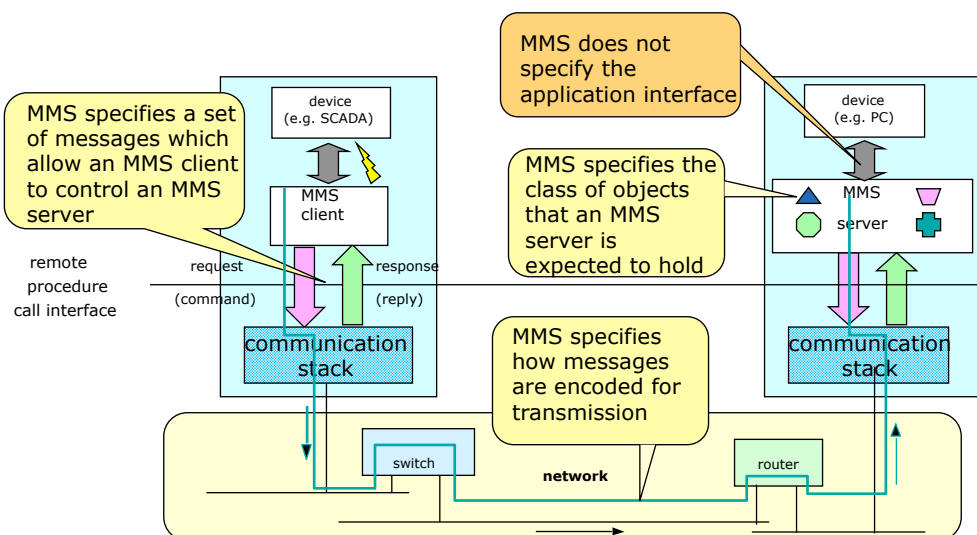 MMS does not
specify the
application interface
device
(e.g. SCADA)
device
(e.g. PC)
MMS specifies a set
of messages which
allow an MMS client
to control an MMS
server
MMS specifies the
class of objects
that an MMS
server is
expected to hold
MMS
client
MMS
server
remote
procedure
call interface
request
(command)
response
(reply)
communication
stack
MMS specifies
how messages
are encoded for
transmission
communication
stack
switch
network
router